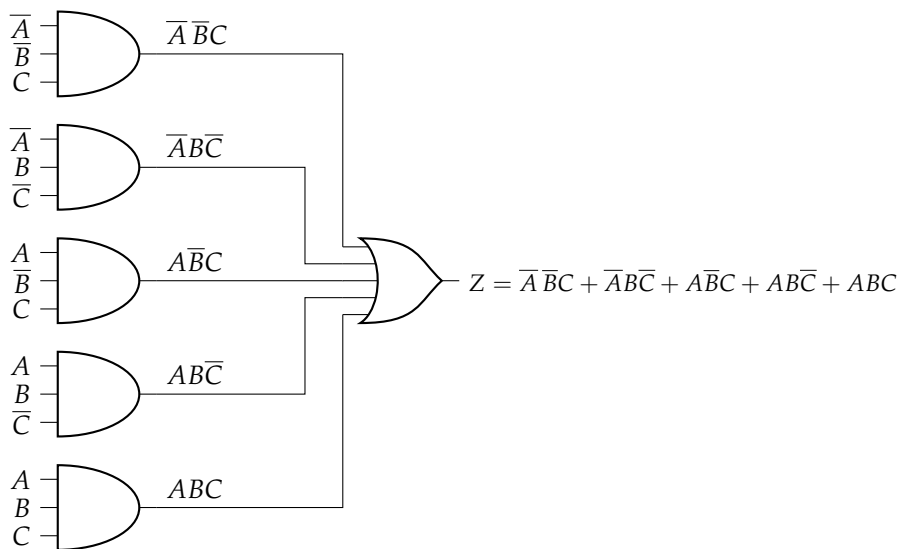 A̅
B̅
C
A̅ B̅C
A̅
B
C̅
A̅BC̅
A
B̅
C
AB̅C
Z = A̅ B̅C + A̅BC̅ + AB̅C + ABC̅ + ABC
A
B
C̅
ABC̅
A
B
C
ABC